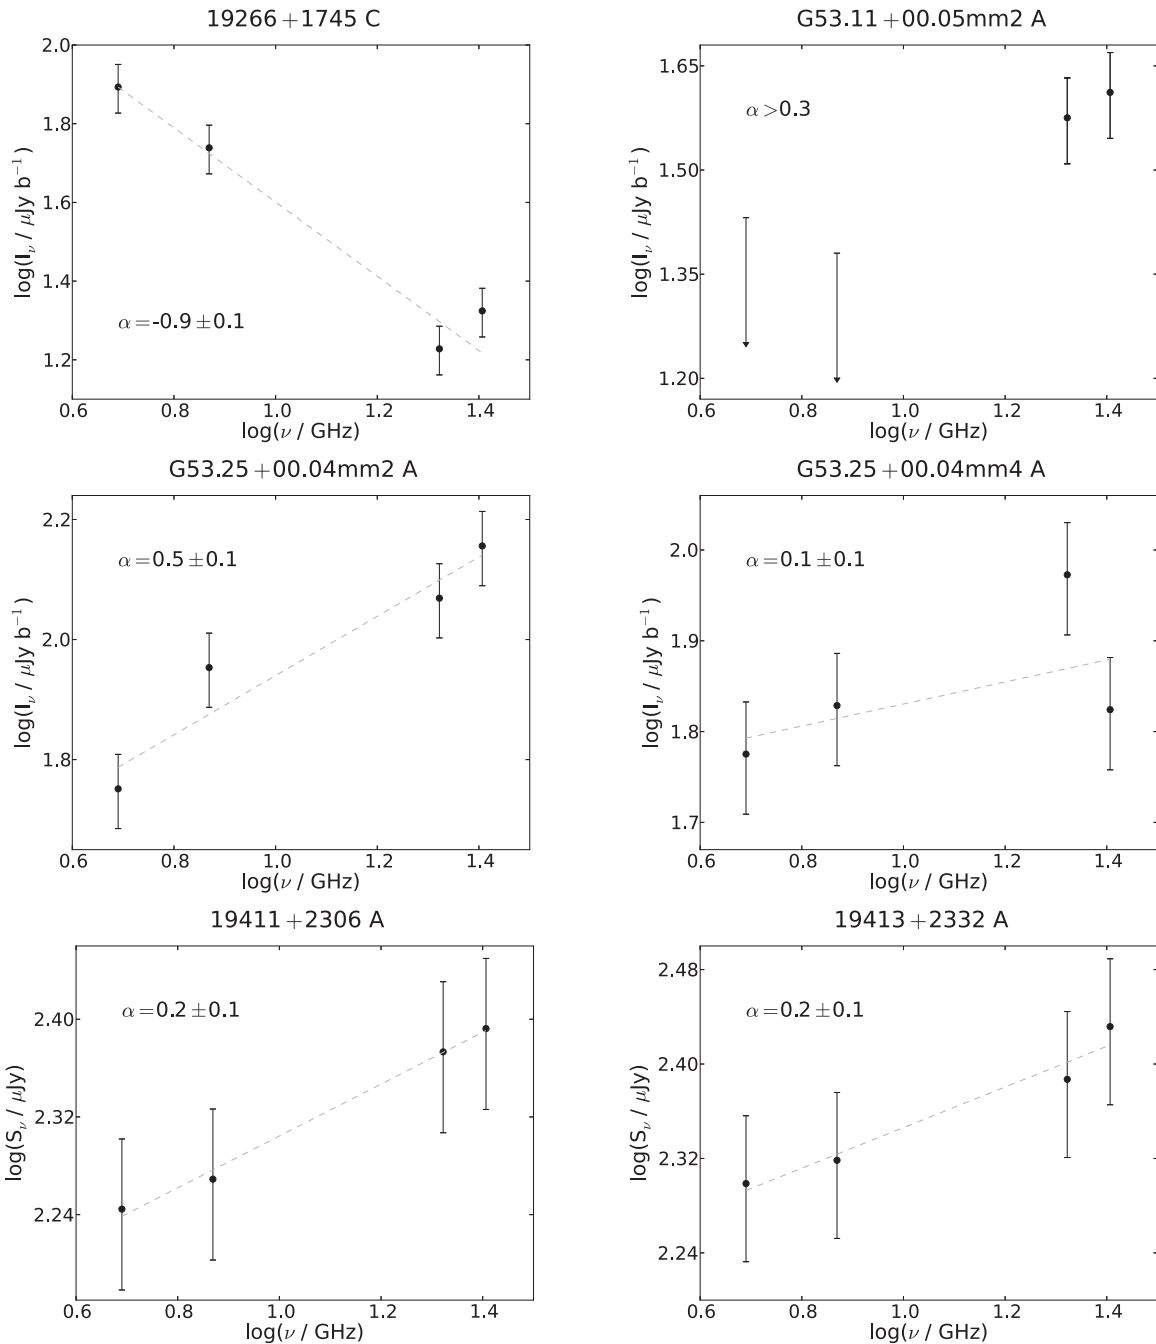 19266+1745 C
2.0
1.8
1.6
1.4
1.2
log(I_ν / μJy b⁻¹)
α=-0.9±0.1
0.6 0.8 1.0 1.2 1.4
log(ν / GHz)
G53.11+00.05mm2 A
1.65
1.50
1.35
1.20
log(I_ν / μJy b⁻¹)
α>0.3
0.6 0.8 1.0 1.2 1.4
log(ν / GHz)
G53.25+00.04mm2 A
2.2
2.0
1.8
log(I_ν / μJy b⁻¹)
α=0.5±0.1
0.6 0.8 1.0 1.2 1.4
log(ν / GHz)
G53.25+00.04mm4 A
2.0
1.9
1.8
1.7
log(I_ν / μJy b⁻¹)
α=0.1±0.1
0.6 0.8 1.0 1.2 1.4
log(ν / GHz)
19411+2306 A
2.40
2.32
2.24
log(S_ν / μJy)
α=0.2±0.1
0.6 0.8 1.0 1.2 1.4
log(ν / GHz)
19413+2332 A
2.48
2.40
2.32
2.24
log(S_ν / μJy)
α=0.2±0.1
0.6 0.8 1.0 1.2 1.4
log(ν / GHz)